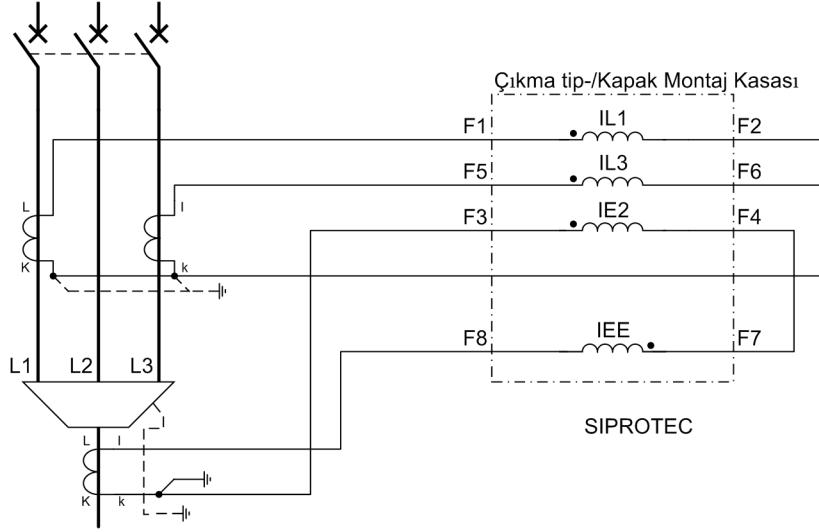 Çıkma tip-/Kapak Montaj Kasası
F1 IL1 F2
F5 IL3 F6
L l
F3 IE2 F4
K k
F8 IEE F7
L1 L2 L3
l
SIPROTEC
L l
K k